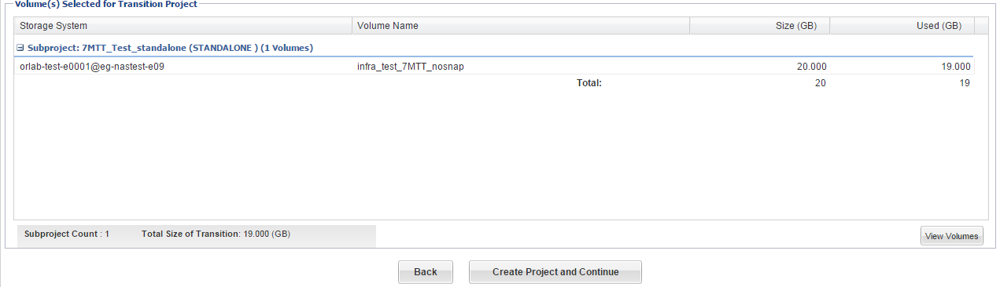 Volume(s) Selected for Transition Project
Storage System Volume Name Size (GB) Used (GB)
Subproject: 7MTT_Test_standalone (STANDALONE ) (1 Volumes)
orlab-test-e0001@eg-nastest-e09 infra_test_7MTT_nosnap 20.000 19.000
Total: 20 19
Subproject Count : 1 Total Size of Transition: 19.000 (GB)
View Volumes
Back Create Project and Continue